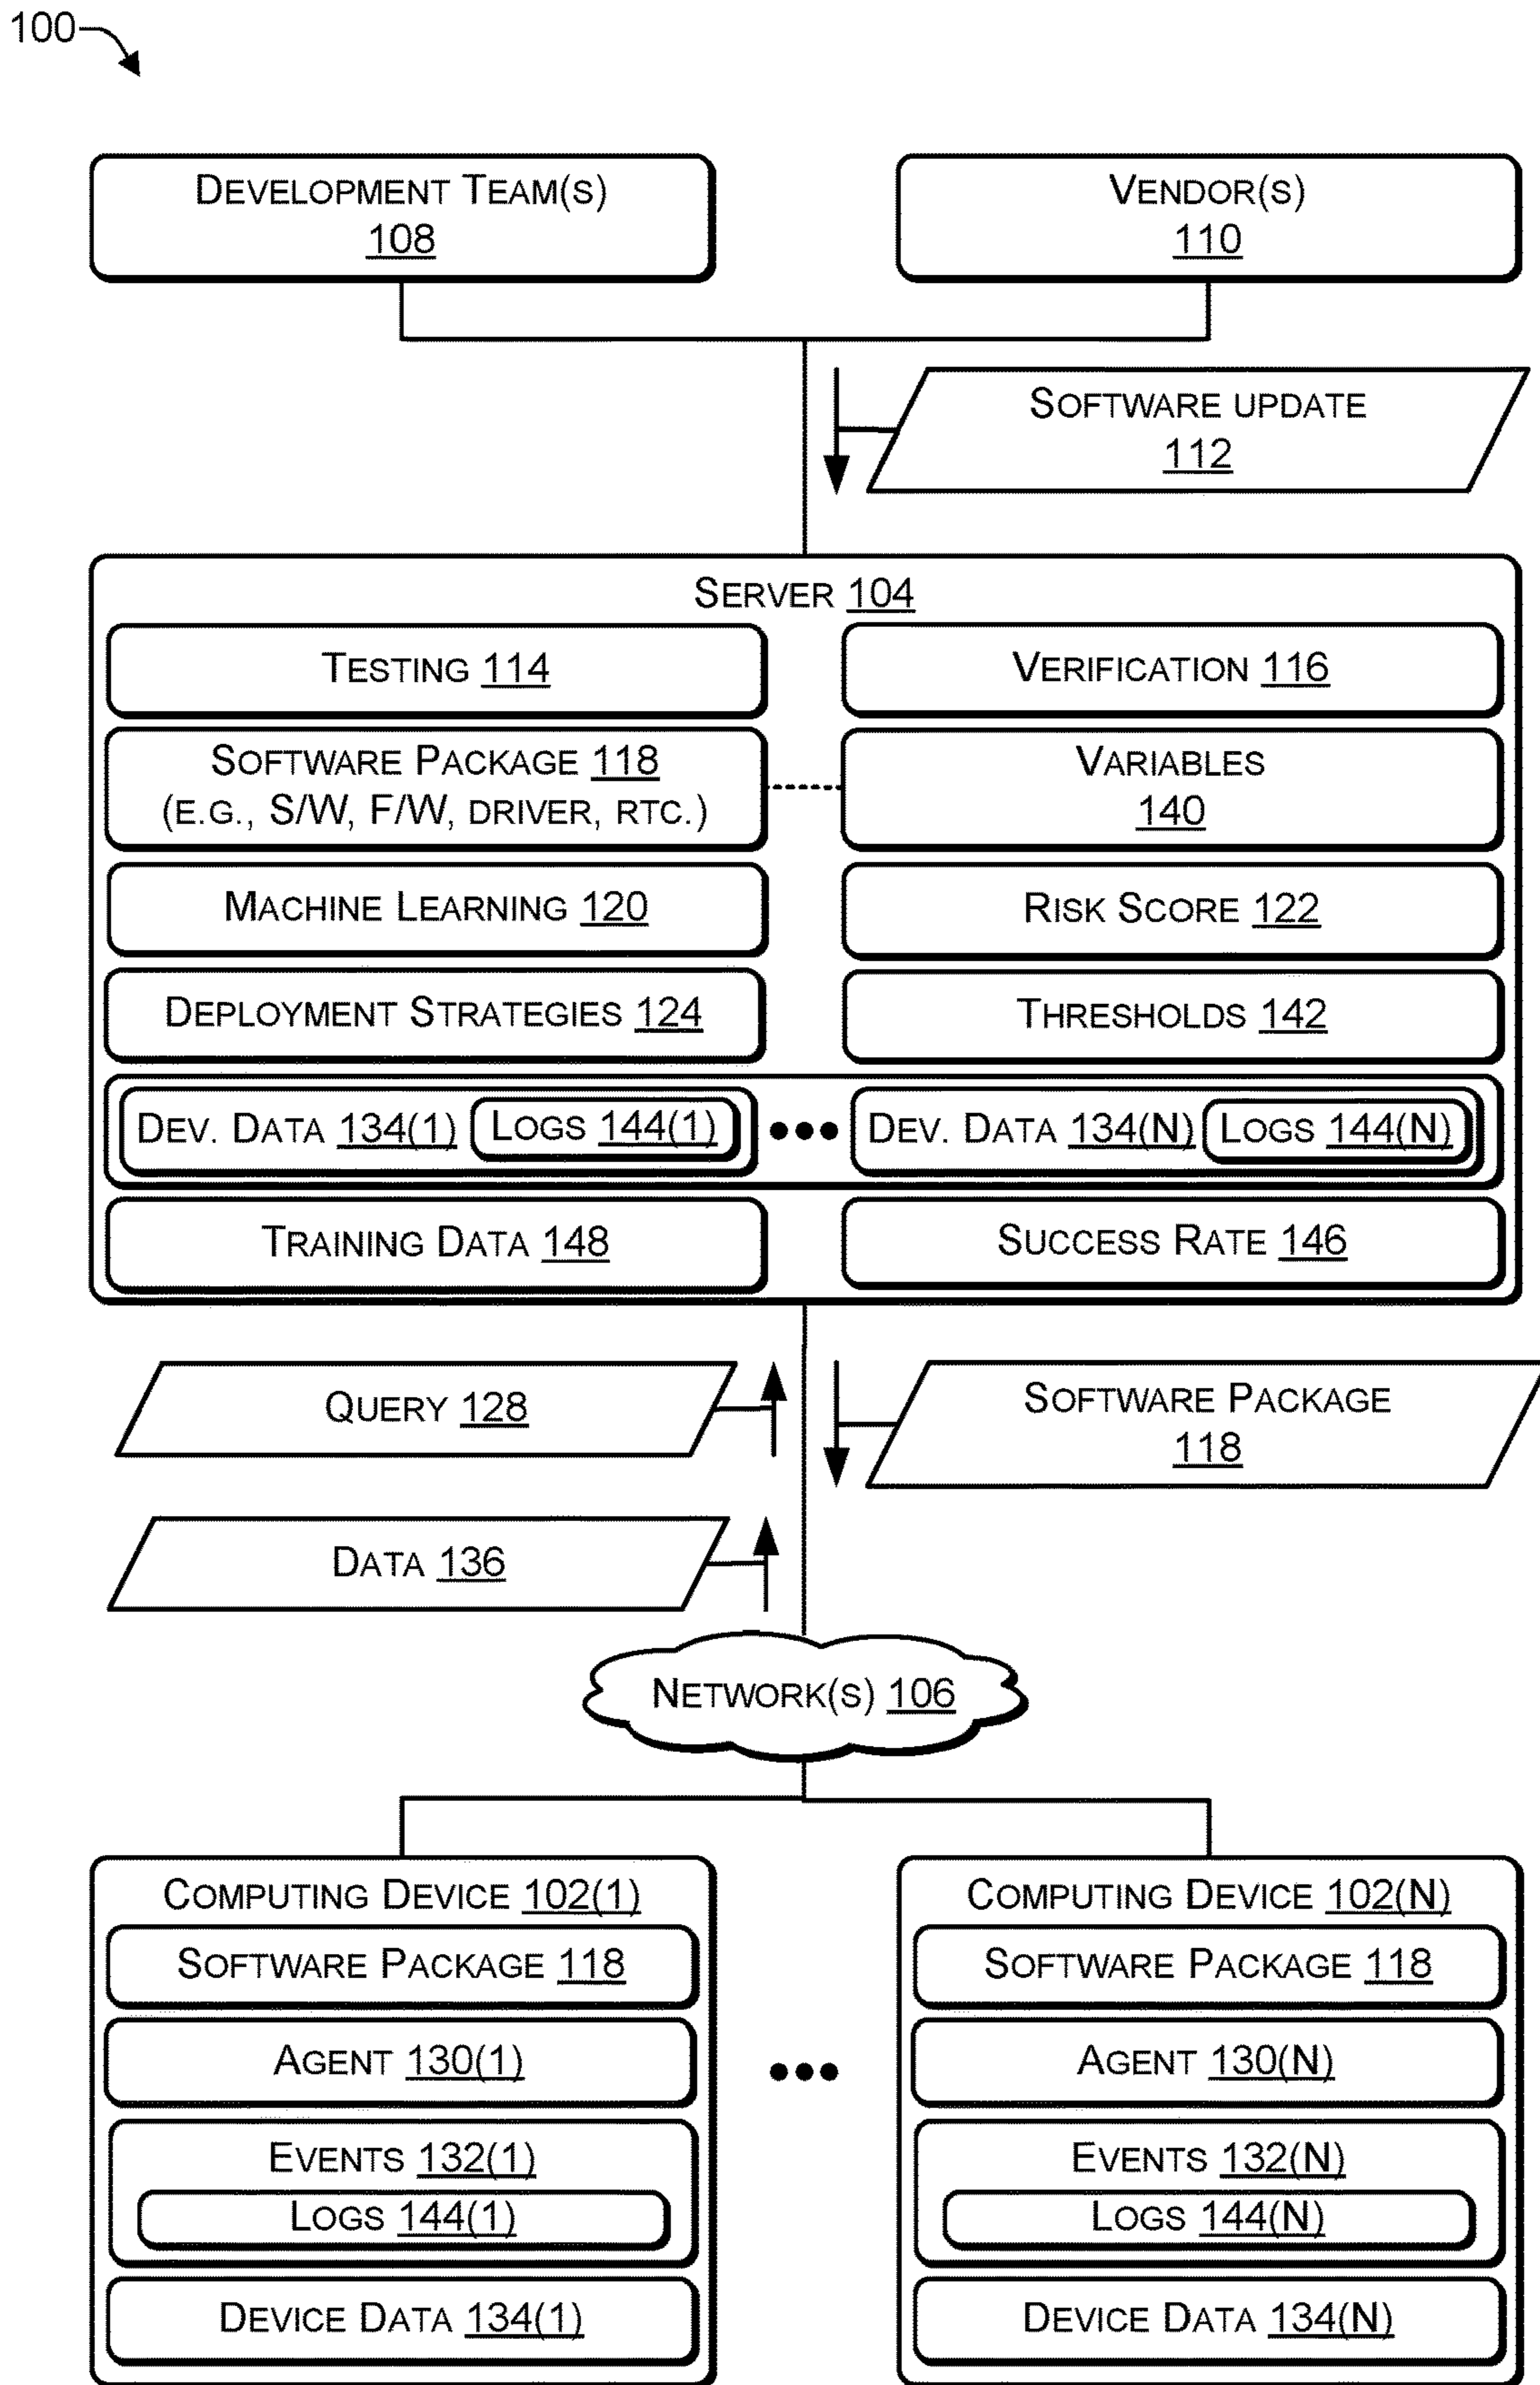 100
DEVELOPMENT TEAM(S)
108
VENDOR(S)
110
SOFTWARE UPDATE
112
SERVER 104
TESTING 114
VERIFICATION 116
SOFTWARE PACKAGE 118
(E.G., S/W, F/W, DRIVER, RTC.)
VARIABLES
140
MACHINE LEARNING 120
RISK SCORE 122
DEPLOYMENT STRATEGIES 124
THRESHOLDS 142
DEV. DATA 134(1) LOGS 144(1) ●●● DEV. DATA 134(N) LOGS 144(N)
TRAINING DATA 148
SUCCESS RATE 146
QUERY 128
SOFTWARE PACKAGE
118
DATA 136
NETWORK(S) 106
COMPUTING DEVICE 102(1)
SOFTWARE PACKAGE 118
AGENT 130(1)
EVENTS 132(1)
LOGS 144(1)
DEVICE DATA 134(1)
●●●
COMPUTING DEVICE 102(N)
SOFTWARE PACKAGE 118
AGENT 130(N)
EVENTS 132(N)
LOGS 144(N)
DEVICE DATA 134(N)